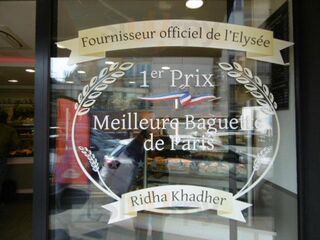 Fournisseur officiel de l'Elysée
1er Prix
Meilleure Baguette
de Paris
Ridha Khadher